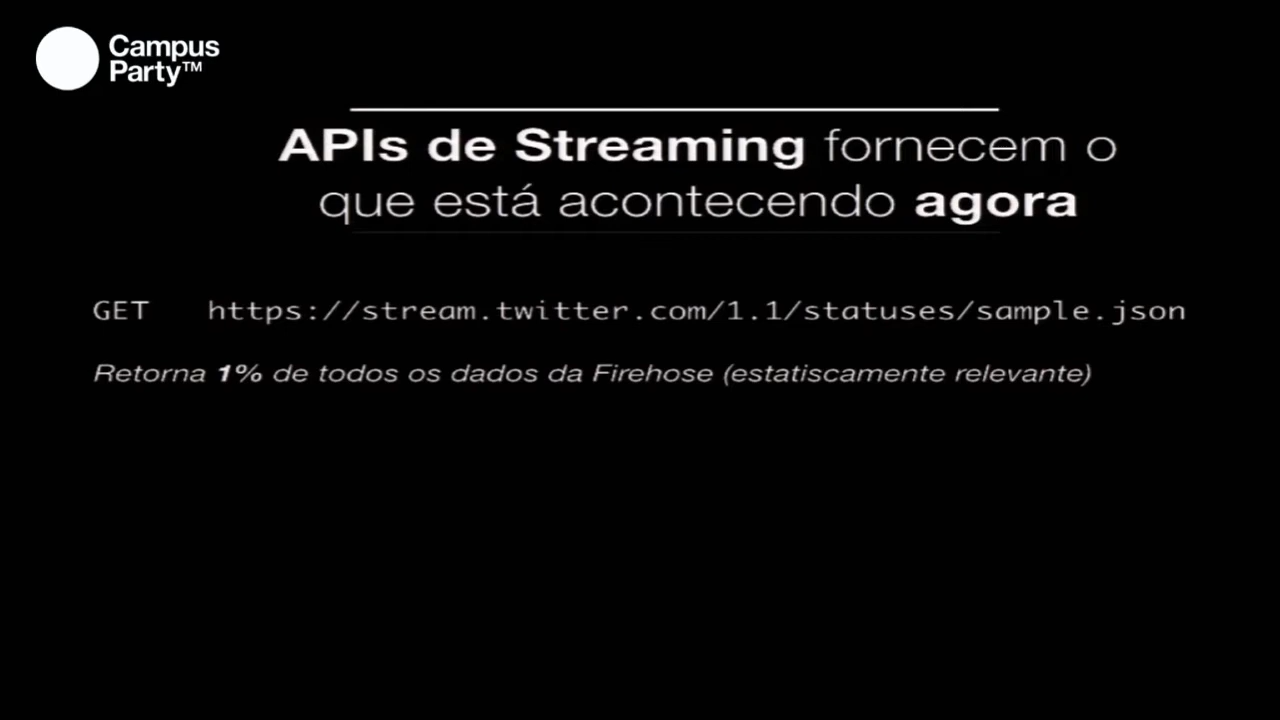 Campus
Party™
APIs de Streaming fornecem o
que está acontecendo agora
GET https://stream.twitter.com/1.1/statuses/sample.json
Retorna 1% de todos os dados da Firehose (estatiscamente relevante)